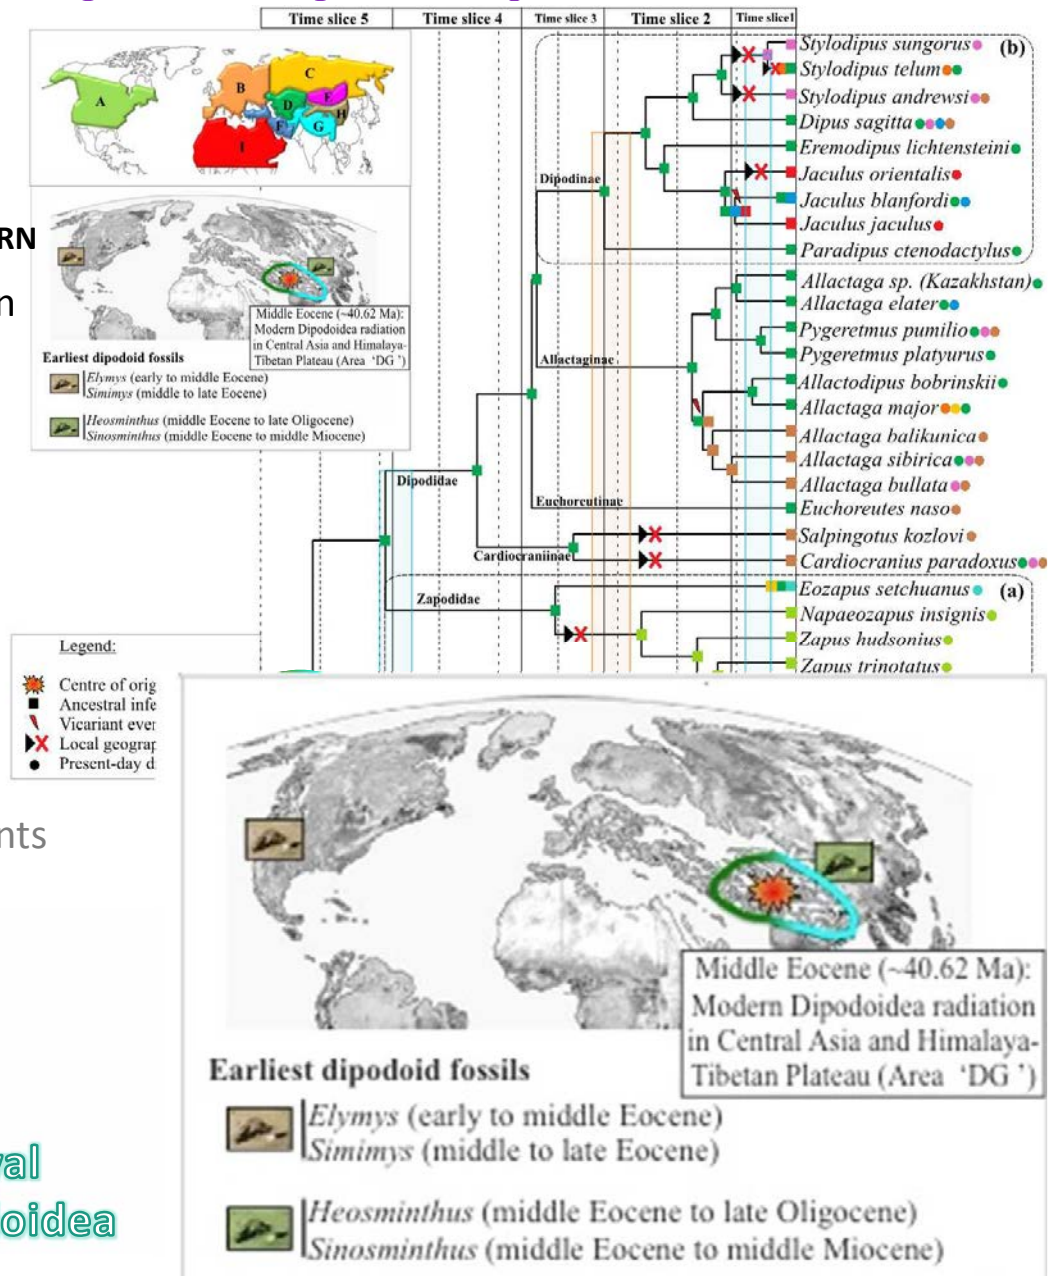 Time slice 5 Time slice 4 Time slice 3 Time slice 2 Time slice1
A B C D E F G H I
RN
n
Middle Eocene (~40.62 Ma):
Modern Dipodoidea radiation
in Central Asia and Himalaya-
Tibetan Plateau (Area ‘DG’)
Earliest dipodoid fossils
Elymys (early to middle Eocene)
Simimys (middle to late Eocene)
Heosminthus (middle Eocene to late Oligocene)
Sinosminthus (middle Eocene to middle Miocene)
(b)
Stylodipus sungorus
Stylodipus telum
Stylodipus andrewsi
Dipus sagitta
Eremodipus lichtensteini
Dipodinae
Jaculus orientalis
Jaculus blanfordi
Jaculus jaculus
Paradipus ctenodactylus
Allactaga sp. (Kazakhstan)
Allactaga elater
Pygeretmus pumilio
Pygeretmus platyurus
Allactaginae
Allactodipus bobrinskii
Allactaga major
Allactaga balikunica
Allactaga sibirica
Allactaga bullata
Dipodidae
Euchoreutinae
Euchoreutes naso
Salpingotus kozlovi
Cardiocraniinae
Cardiocranius paradoxus
Zapodidae
Eozapus setchuanus
(a)
Napaeozapus insignis
Zapus hudsonius
Zapus trinotatus
Legend:
Centre of orig
Ancestral infe
Vicariant ever
Local geograp
Present-day d
nts
val
oidea
Middle Eocene (~40.62 Ma):
Modern Dipodoidea radiation
in Central Asia and Himalaya-
Tibetan Plateau (Area ‘DG ’)
Earliest dipodoid fossils
Elymys (early to middle Eocene)
Simimys (middle to late Eocene)
Heosminthus (middle Eocene to late Oligocene)
Sinosminthus (middle Eocene to middle Miocene)